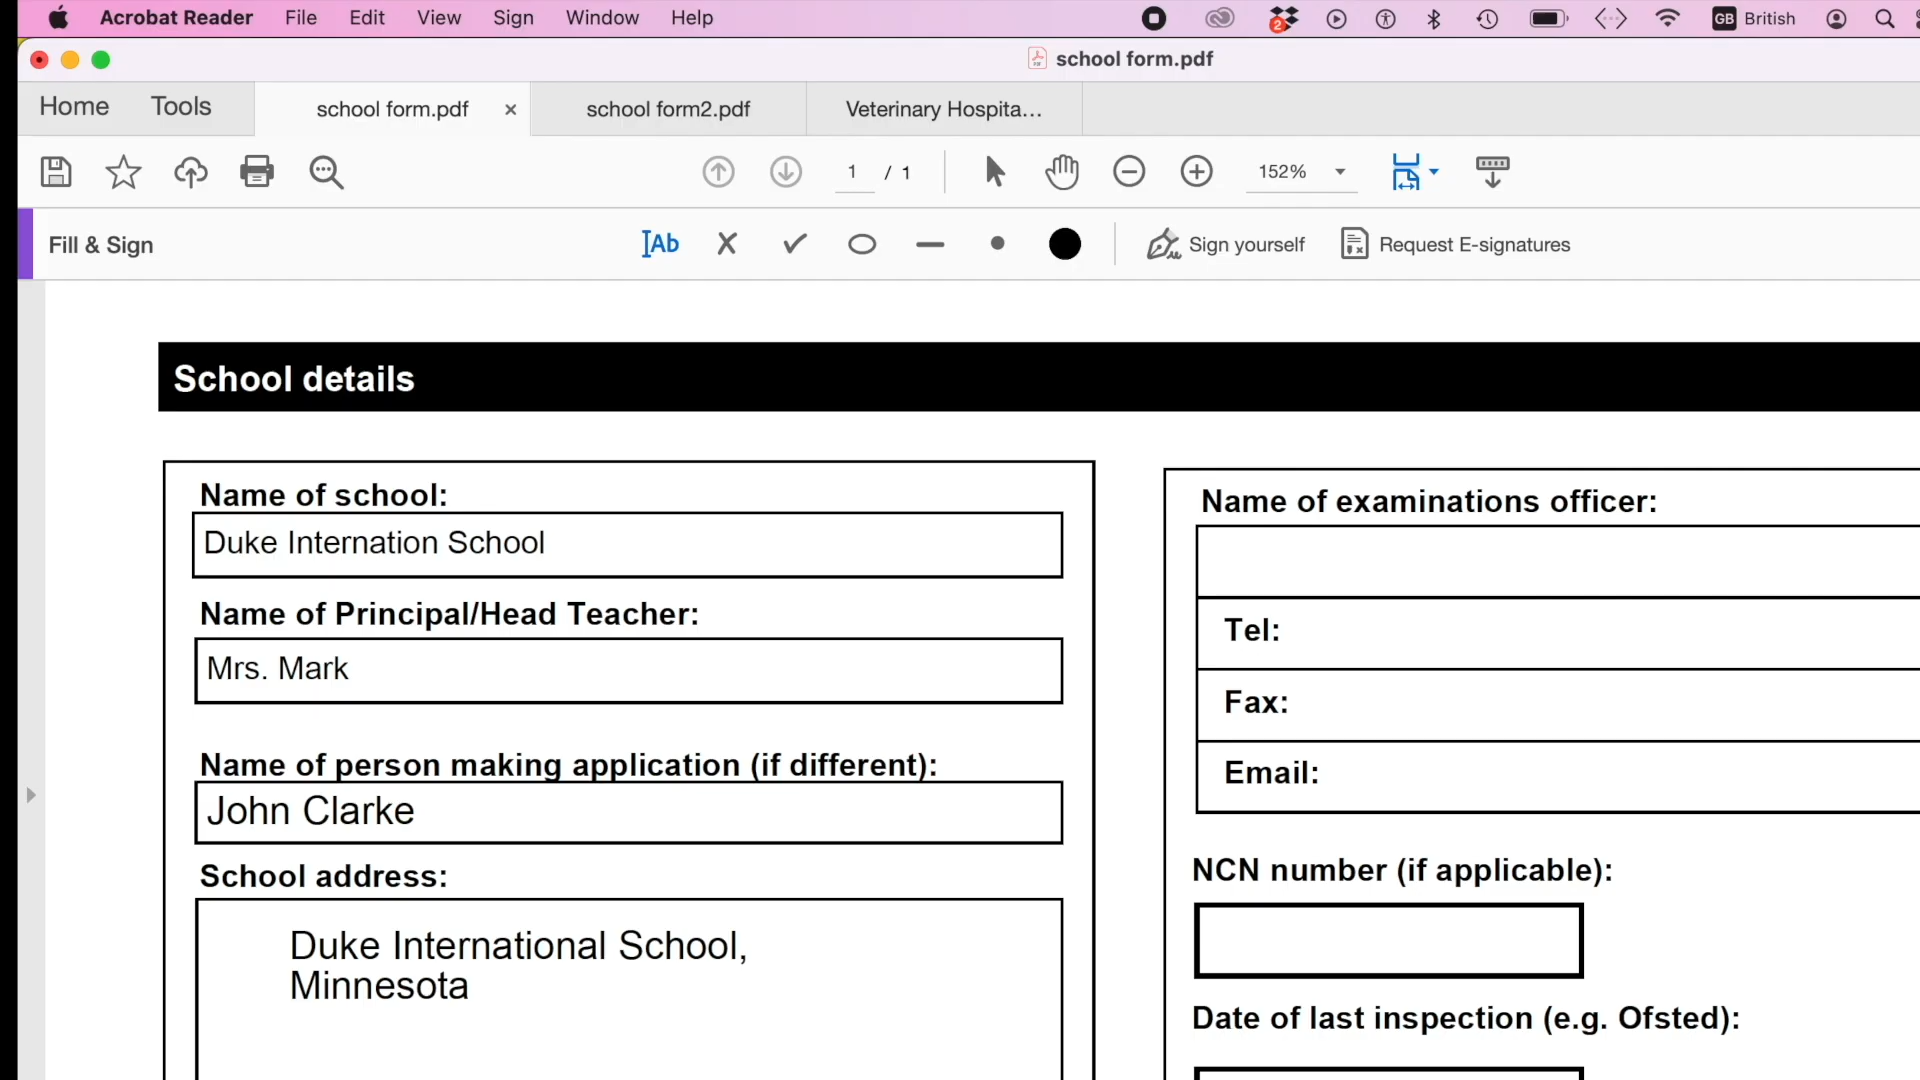 Acrobat Reader File Edit View Sign Window Help 2 GB British
school form.pdf
Home Tools school form.pdf × school form2.pdf Veterinary Hospita...
1 / 1 152%
Fill & Sign Ab Sign yourself Request E-signatures
School details
Name of school:
Duke Internation School
Name of Principal/Head Teacher:
Mrs. Mark
Name of person making application (if different):
John Clarke
School address:
Duke International School,
Minnesota
Name of examinations officer:
Tel:
Fax:
Email:
NCN number (if applicable):
Date of last inspection (e.g. Ofsted):